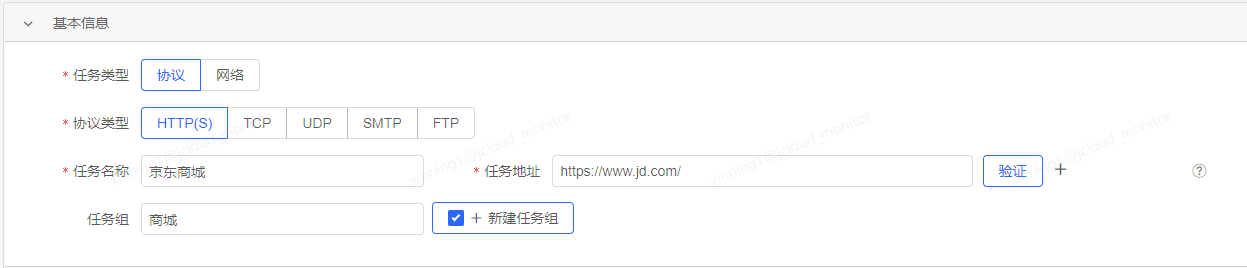 基本信息
* 任务类型 协议 网络
* 协议类型 HTTP(S) TCP UDP SMTP FTP
* 任务名称 京东商城 * 任务地址 https://www.jd.com/ 验证 + ?
任务组 商城 + 新建任务组
xinning1@jcloud_monitor
xinning1@jcloud_monitor
xinning1@jcloud_monitor